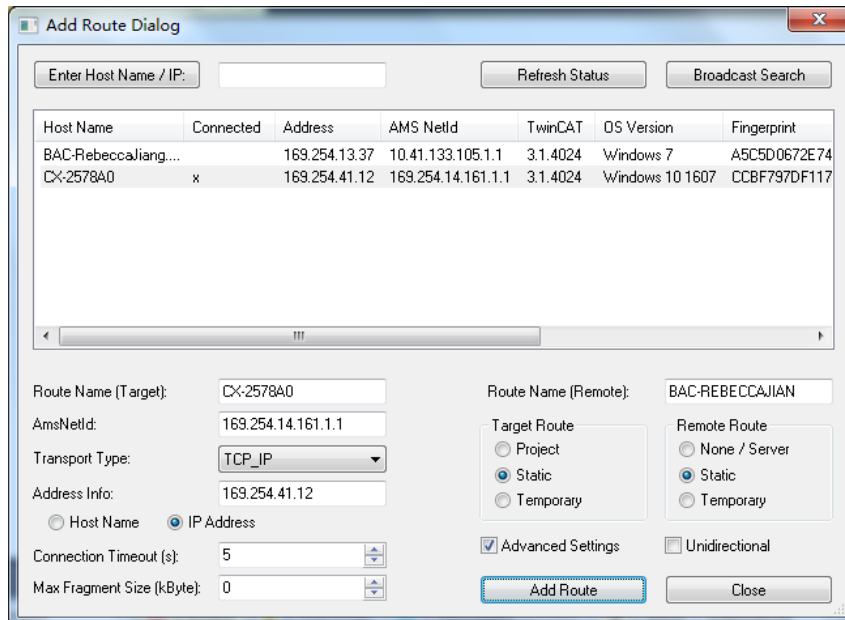 Add Route Dialog
Enter Host Name / IP: Refresh Status Broadcast Search
Host Name Connected Address AMS NetId TwinCAT OS Version Fingerprint
BAC-RebeccaJiang.... 169.254.13.37 10.41.133.105.1.1 3.1.4024 Windows 7 A5C5D0672E74
CX-2578A0 x 169.254.41.12 169.254.14.161.1.1 3.1.4024 Windows 10 1607 CCBF797DF117
Route Name (Target): CX-2578A0 Route Name (Remote): BAC-REBECCAJIAN
AmsNetId: 169.254.14.161.1.1 Target Route Remote Route
Project None / Server
Transport Type: TCP_IP Static Static
Address Info: 169.254.41.12 Temporary Temporary
Host Name IP Address
Connection Timeout (s): 5 Advanced Settings Unidirectional
Max Fragment Size (kByte): 0 Add Route Close